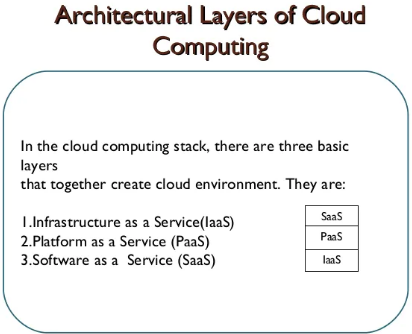 Architectural Layers of Cloud
Computing
In the cloud computing stack, there are three basic
layers
that together create cloud environment. They are:
1.Infrastructure as a Service(IaaS)
2.Platform as a Service (PaaS)
3.Software as a  Service (SaaS)
SaaS
PaaS
IaaS